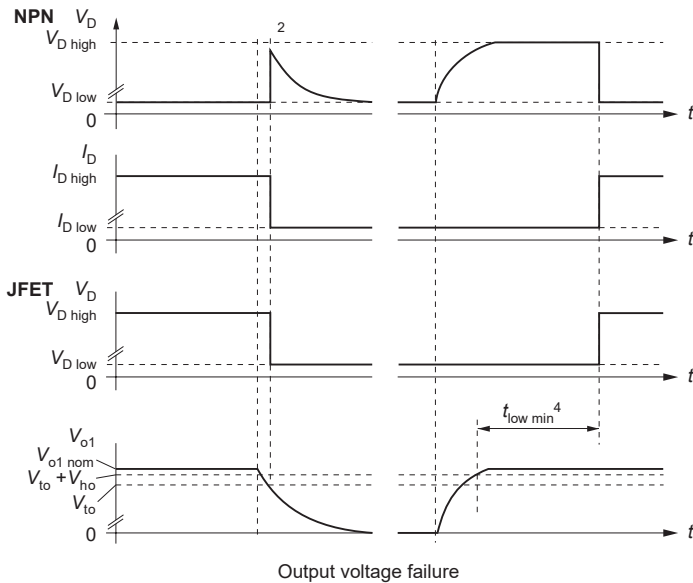 NPN V_D
2
V_D high
V_D low
0
t
I_D
I_D high
I_D low
0
t
JFET V_D
V_D high
V_D low
0
t
t_low min^4
V_o1
V_o1 nom
V_to + V_ho
V_to
0
t
Output voltage failure